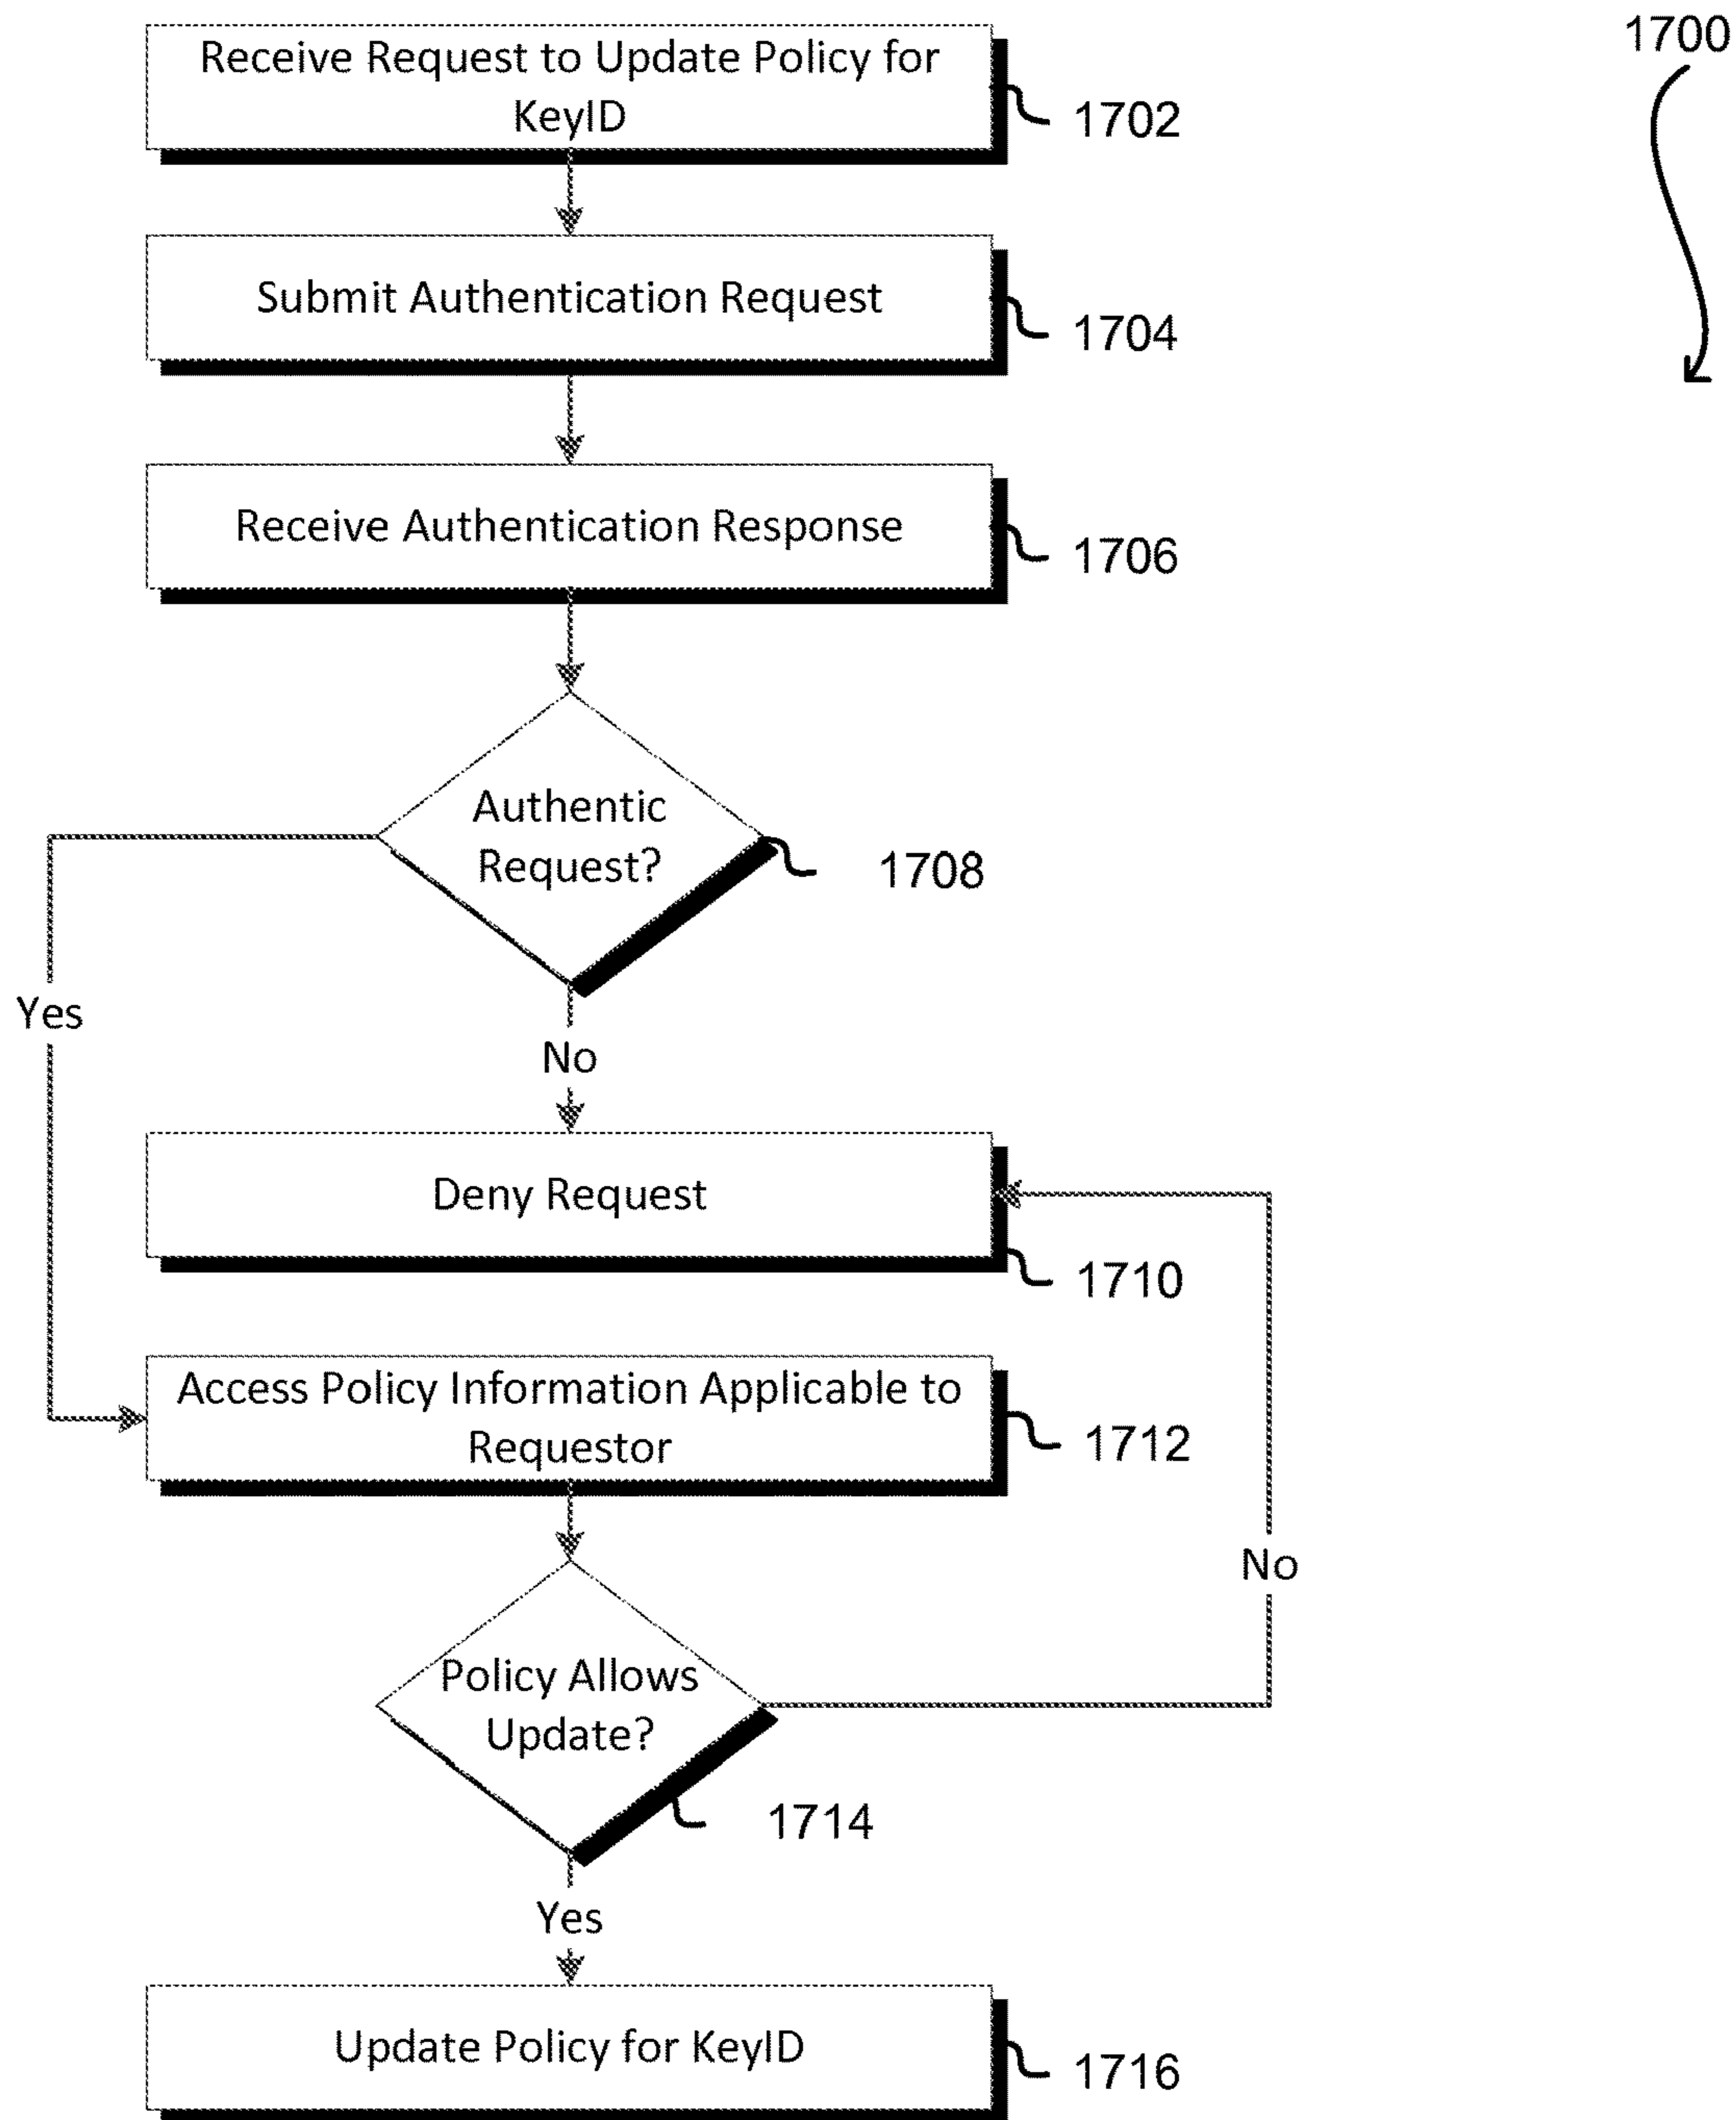 1700
Receive Request to Update Policy for
KeyID
1702
Submit Authentication Request
1704
Receive Authentication Response
1706
Authentic
Request?
1708
Yes
No
Deny Request
1710
Access Policy Information Applicable to
Requestor
1712
No
Policy Allows
Update?
1714
Yes
Update Policy for KeyID
1716